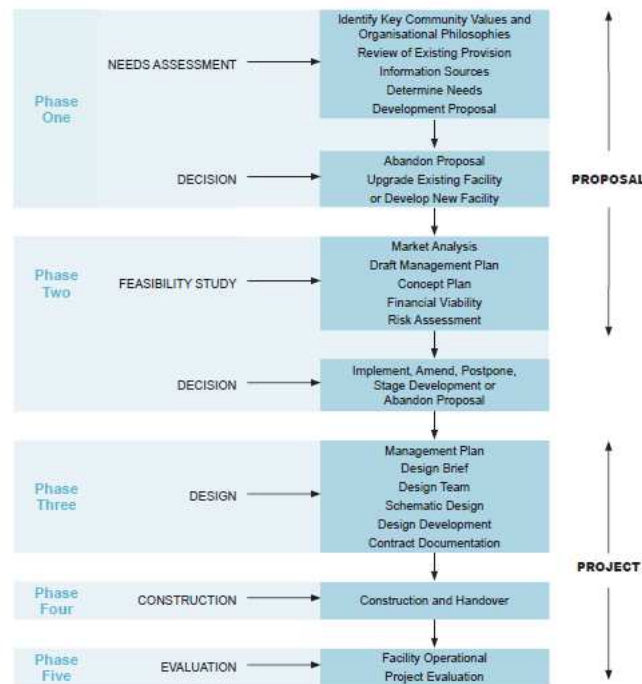 Identify Key Community Values and
Organisational Philosophies
NEEDS ASSESSMENT
Review of Existing Provision
Information Sources
Phase
One
Determine Needs
Development Proposal
DECISION
Abandon Proposal
Upgrade Existing Facility
or Develop New Facility
PROPOSAL
Phase
Two
FEASIBILITY STUDY
Market Analysis
Draft Management Plan
Concept Plan
Financial Viability
Risk Assessment
DECISION
Implement, Amend, Postpone,
Stage Development or
Abandon Proposal
Phase
Three
DESIGN
Management Plan
Design Brief
Design Team
Schematic Design
Design Development
Contract Documentation
PROJECT
Phase
Four
CONSTRUCTION
Construction and Handover
Phase
Five
EVALUATION
Facility Operational
Project Evaluation